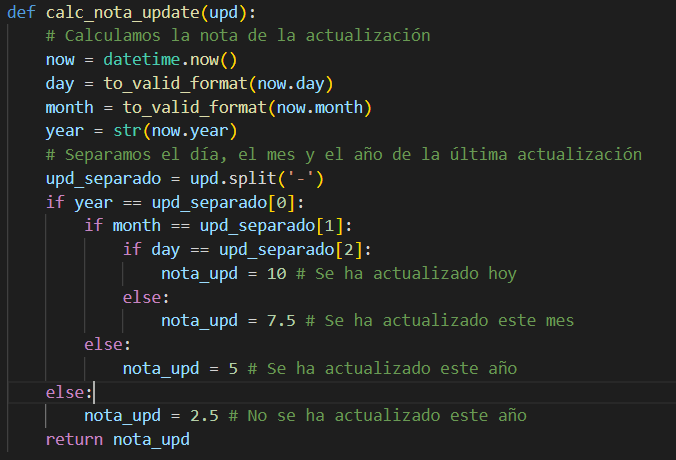 def calc_nota_update(upd):
    # Calculamos la nota de la actualización
    now = datetime.now()
    day = to_valid_format(now.day)
    month = to_valid_format(now.month)
    year = str(now.year)
    # Separamos el día, el mes y el año de la última actualización
    upd_separado = upd.split('-')
    if year == upd_separado[0]:
        if month == upd_separado[1]:
            if day == upd_separado[2]:
                nota_upd = 10 # Se ha actualizado hoy
            else:
                nota_upd = 7.5 # Se ha actualizado este mes
        else:
            nota_upd = 5 # Se ha actualizado este año
    else:
        nota_upd = 2.5 # No se ha actualizado este año
    return nota_upd